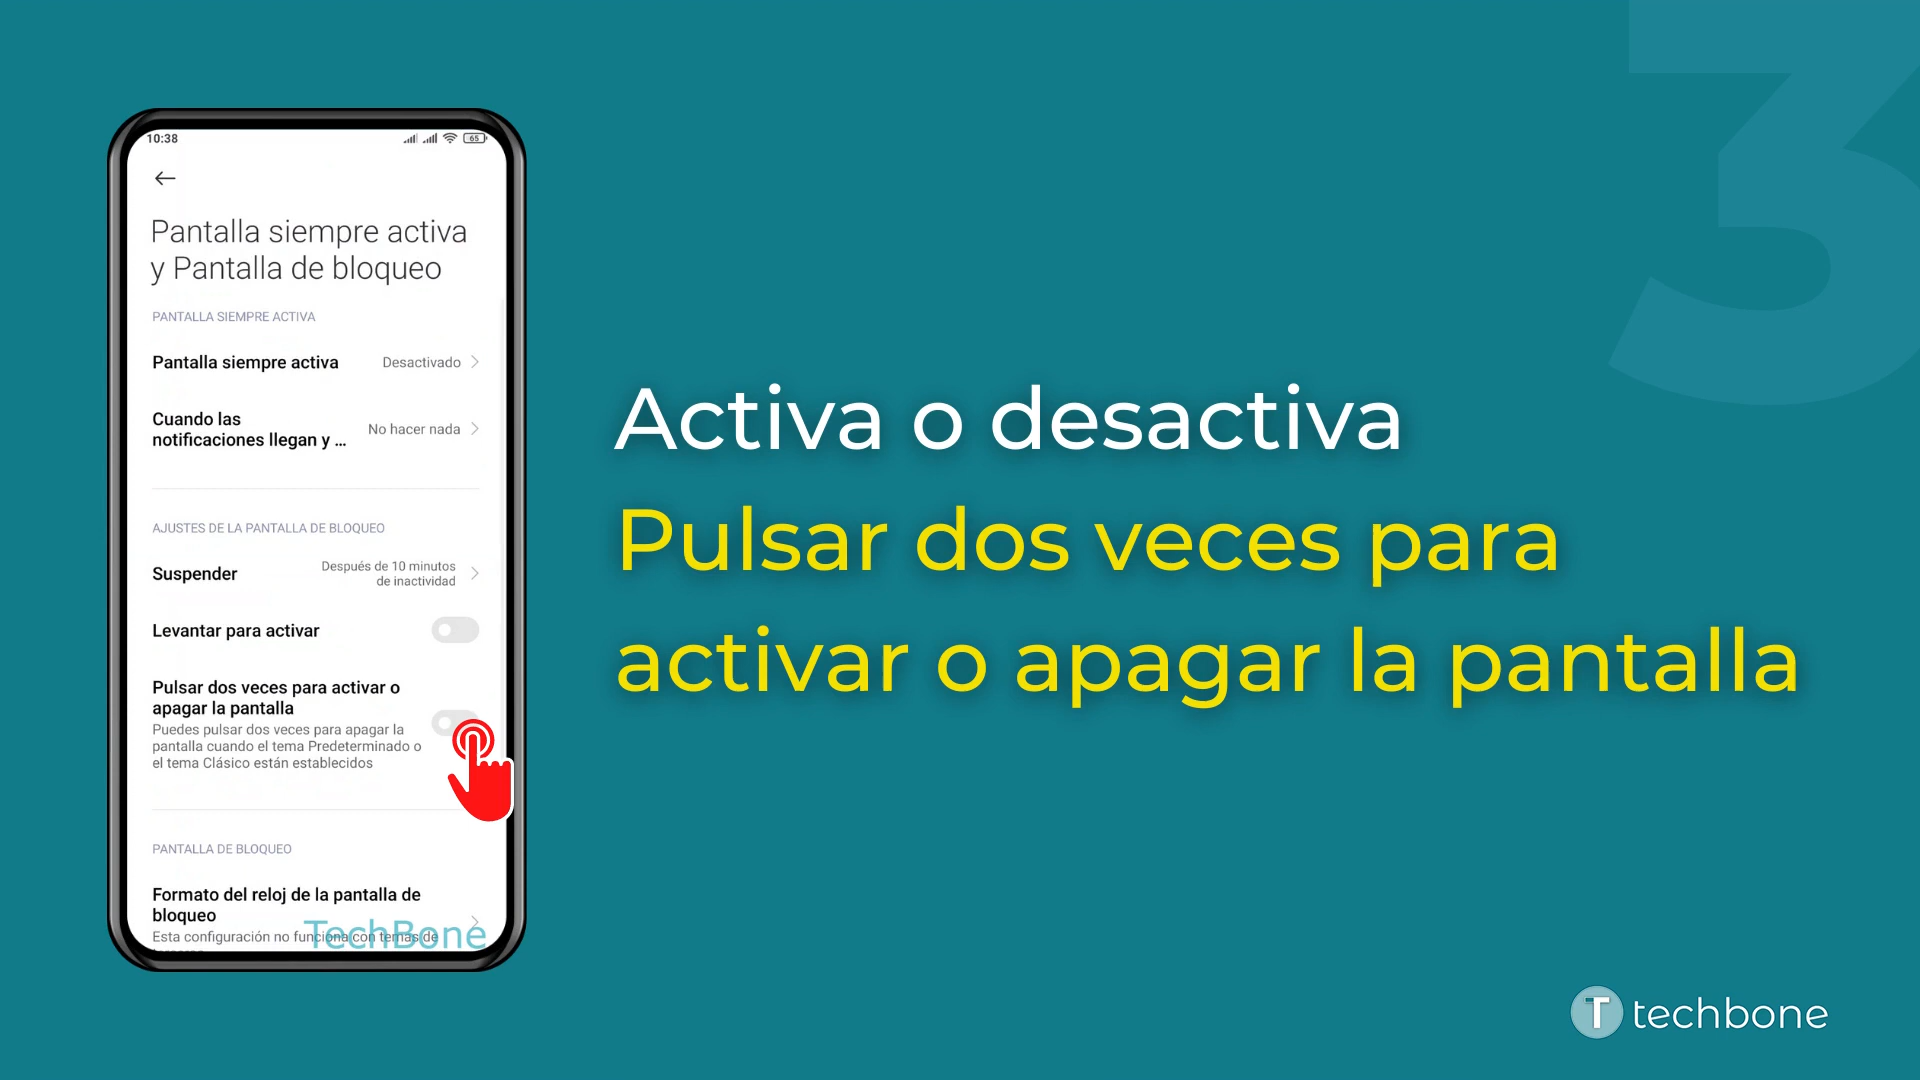 3
10:38
65
Pantalla siempre activa
y Pantalla de bloqueo
PANTALLA SIEMPRE ACTIVA
Pantalla siempre activa
Desactivado
Cuando las
notificaciones llegan y ...
No hacer nada
AJUSTES DE LA PANTALLA DE BLOQUEO
Suspender
Después de 10 minutos
de inactividad
Levantar para activar
Pulsar dos veces para activar o
apagar la pantalla
Puedes pulsar dos veces para apagar la
pantalla cuando el tema Predeterminado o
el tema Clásico están establecidos
PANTALLA DE BLOQUEO
Formato del reloj de la pantalla de
bloqueo
Esta configuración no funciona con temas de
TechBone
Activa o desactiva
Pulsar dos veces para
activar o apagar la pantalla
T techbone